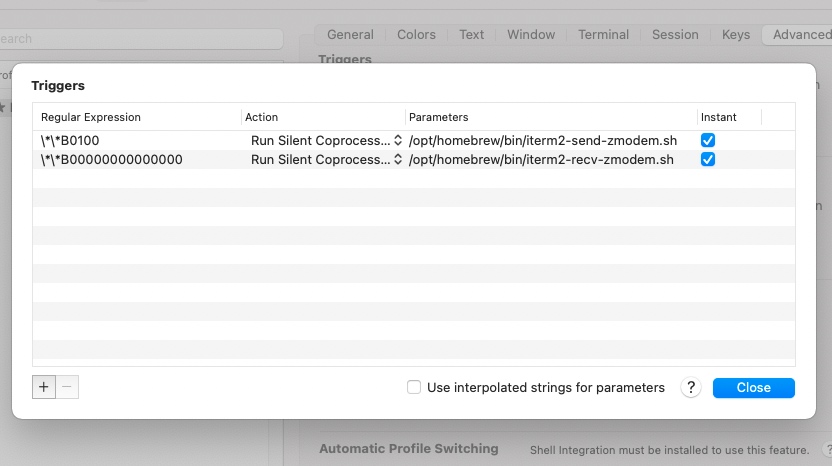 earch
General Colors Text Window Terminal Session Keys Advanced
Triggers
Triggers
Regular Expression Action Parameters Instant
\*\*B0100 Run Silent Coprocess... /opt/homebrew/bin/iterm2-send-zmodem.sh
\*\*B00000000000000 Run Silent Coprocess... /opt/homebrew/bin/iterm2-recv-zmodem.sh
+ − Use interpolated strings for parameters ? Close
Automatic Profile Switching Shell Integration must be installed to use this feature. ?